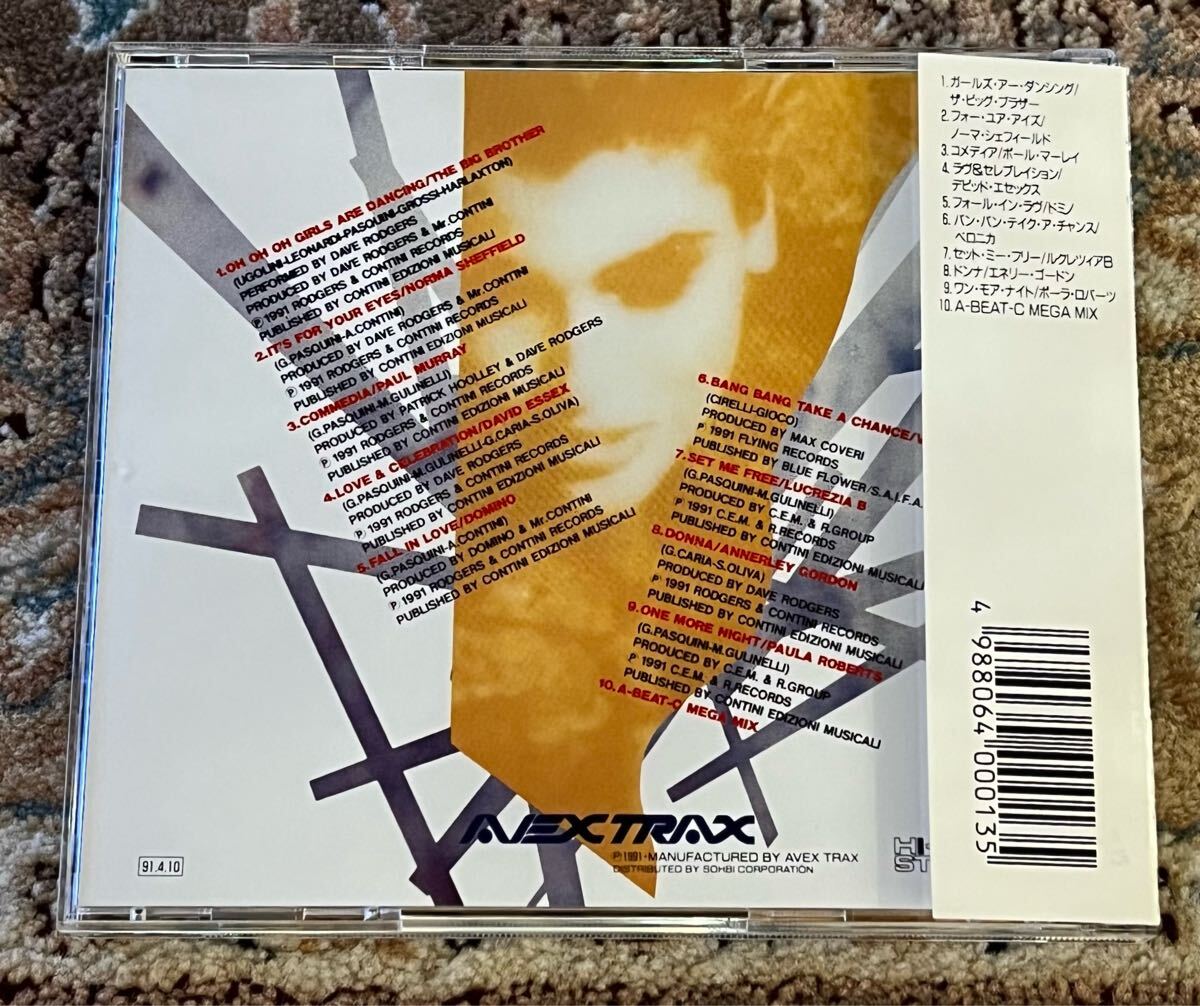 1.OH OH OH GIRLS ARE DANCING/THE BIG BROTHER
(UGOLINI-LEONARDI-PASQUINI-GROSSI-HARLAXTON)
PERFORMED BY DAVE RODGERS
PRODUCED BY DAVE RODGERS & Mr.CONTINI
Ⓟ 1991 RODGERS & CONTINI RECORDS
PUBLISHED BY CONTINI EDIZIONI MUSICALI
2.IT'S FOR YOUR EYES/NORMA SHEFFIELD
(G.PASQUINI-A.CONTINI)
PRODUCED BY DAVE RODGERS & Mr.CONTINI
Ⓟ 1991 RODGERS & CONTINI RECORDS
PUBLISHED BY CONTINI EDIZIONI MUSICALI
3.COMMEDIA/PAUL MURRAY
(G.PASQUINI-M.GULINELLI)
PRODUCED BY PATRICK HOOLLEY & DAVE RODGERS
Ⓟ 1991 RODGERS & CONTINI RECORDS
PUBLISHED BY CONTINI EDIZIONI MUSICALI
4.LOVE & CELEBRATION/DAVID ESSEX
(G.PASQUINI-M.GULINELLI-G.CARIA-S.OLIVA)
PRODUCED BY DAVE RODGERS
Ⓟ 1991 RODGERS & CONTINI RECORDS
PUBLISHED BY CONTINI EDIZIONI MUSICALI
5.FALL IN LOVE/DOMINO
(G.PASQUINI-A.CONTINI)
PRODUCED BY DOMINO & Mr.CONTINI
Ⓟ 1991 RODGERS & CONTINI RECORDS
PUBLISHED BY CONTINI EDIZIONI MUSICALI
6.BANG BANG TAKE A CHANCE/V
(CIRELLI-GIOCO)
PRODUCED BY MAX COVERI
Ⓟ 1991 FLYING RECORDS
PUBLISHED BY BLUE FLOWER/S.A.I.F.A.
7.SET ME FREE/LUCREZIA B
(G.PASQUINI-M.GULINELLI)
PRODUCED BY C.E.M. & R.GROUP
Ⓟ 1991 C.E.M. & R.RECORDS
PUBLISHED BY CONTINI EDIZIONI MUSICALI
8.DONNA/ANNERLEY GORDON
(G.CARIA-S.OLIVA)
PRODUCED BY DAVE RODGERS
Ⓟ 1991 RODGERS & CONTINI RECORDS
PUBLISHED BY CONTINI EDIZIONI MUSICALI
9.ONE MORE NIGHT/PAULA ROBERTS
(G.PASQUINI-M.GULINELLI)
PRODUCED BY C.E.M. & R.GROUP
Ⓟ 1991 C.E.M. & R.RECORDS
PUBLISHED BY CONTINI EDIZIONI MUSICALI
10.A-BEAT-C MEGA MIX
AVEX TRAX
Ⓟ1991・MANUFACTURED BY AVEX TRAX
DISTRIBUTED BY SOHBI CORPORATION
91.4.10
HI-
ST
1.ガールズ・アー・ダンシング/
ザ・ビッグ・ブラザー
2.フォー・ユア・アイズ/
ノーマ・シェフィールド
3.コメディア/ポール・マーレイ
4.ラヴ&セレブレイション/
デビッド・エセックス
5.フォール・イン・ラヴ/ドミノ
6.バン・バン・テイク・ア・チャンス/
ベロニカ
7.セット・ミー・フリー/ルクレツィアB
8.ドンナ/エネリー・ゴードン
9.ワン・モア・ナイト/ポーラ・ロバーツ
10.A-BEAT-C MEGA MIX
4 988064 000135